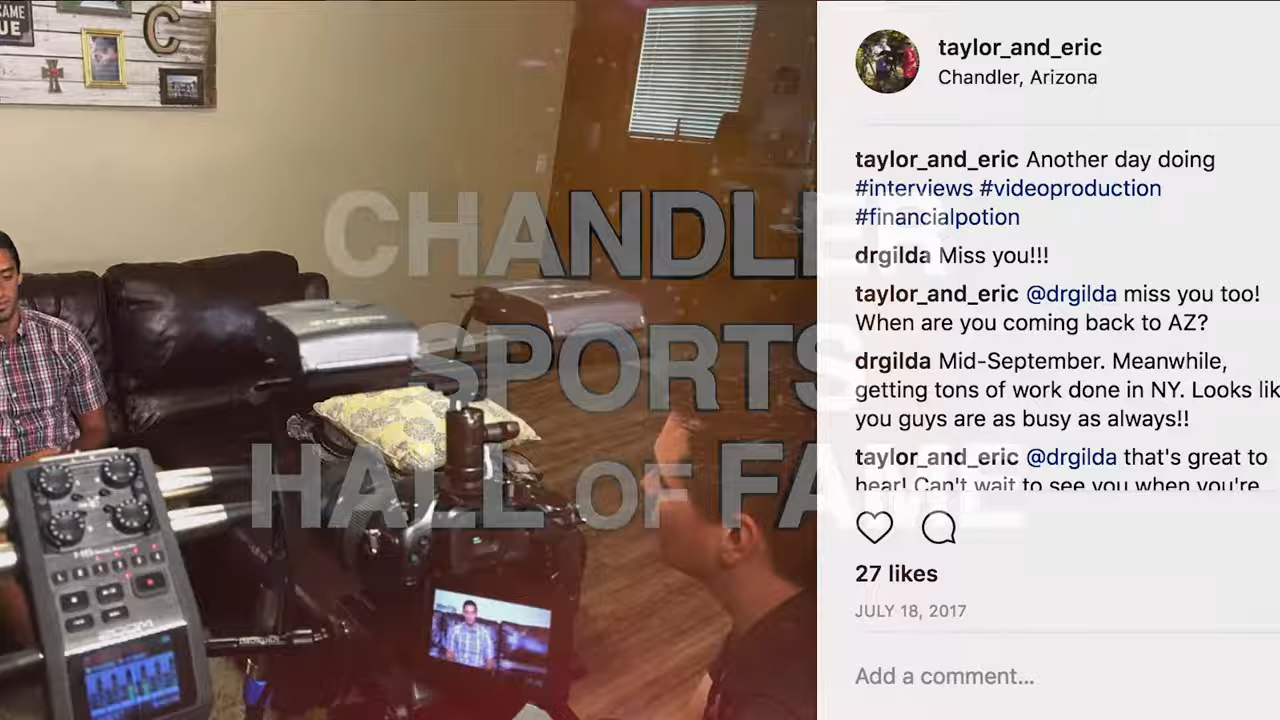 CAME
UE
C
CHANDLER
SPORTS
HALL OF FAME
H6
ZOOM
taylor_and_eric
Chandler, Arizona
taylor_and_eric Another day doing
#interviews #videoproduction
#financialpotion
drgilda Miss you!!!
taylor_and_eric @drgilda miss you too!
When are you coming back to AZ?
drgilda Mid-September. Meanwhile,
getting tons of work done in NY. Looks lik
you guys are as busy as always!!
taylor_and_eric @drgilda that's great to
hear! Can't wait to see you when you're
27 likes
JULY 18, 2017
Add a comment...